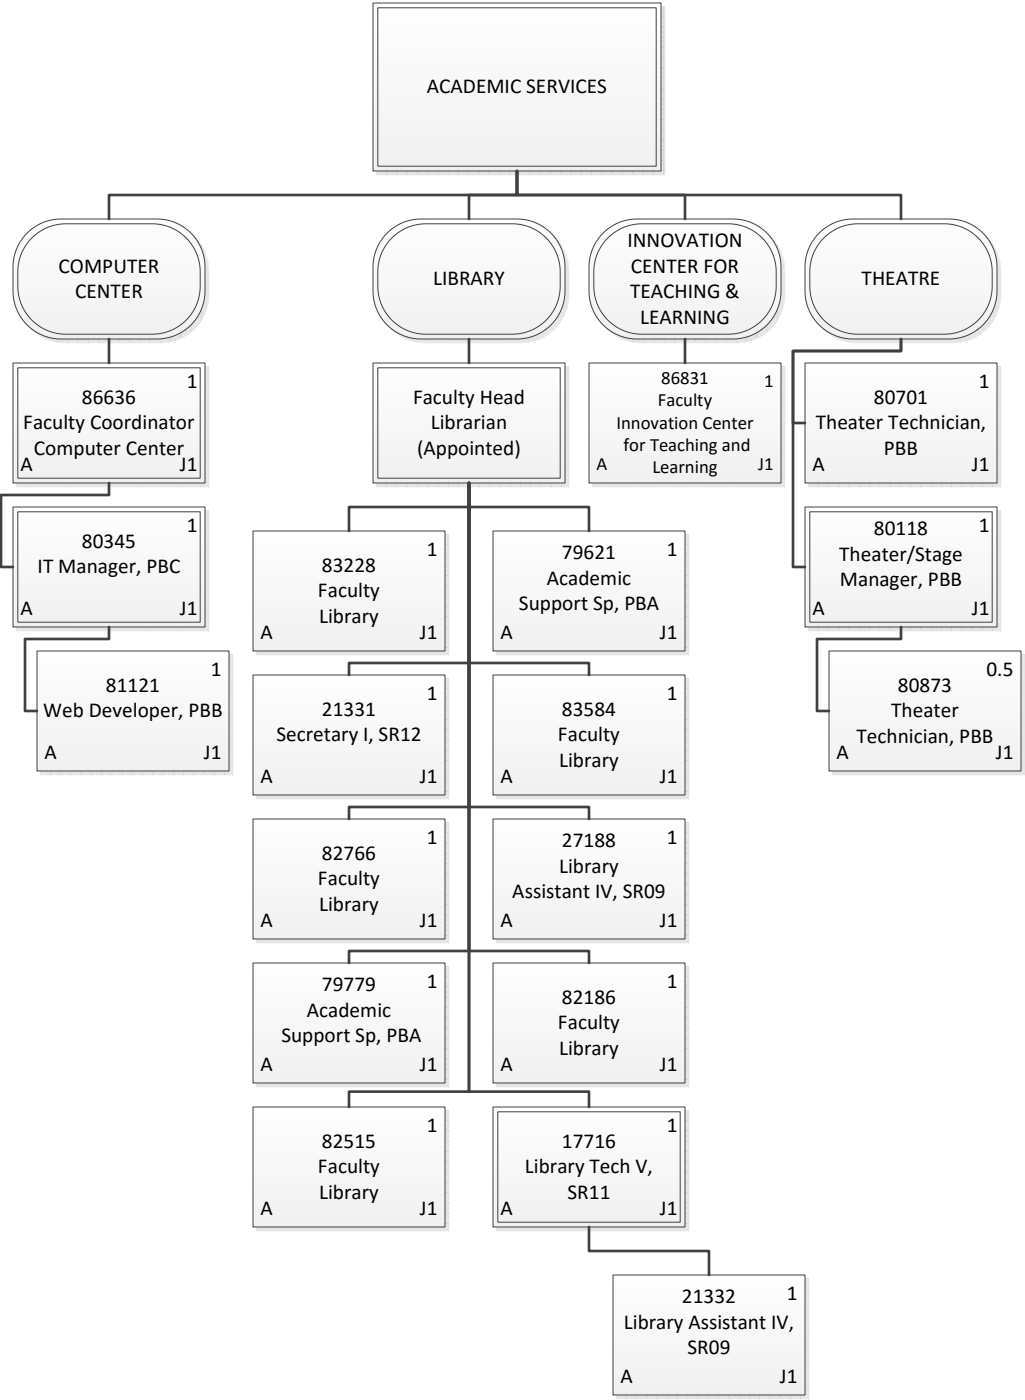 ACADEMIC SERVICES
COMPUTER
CENTER
LIBRARY
INNOVATION
CENTER FOR
TEACHING &
LEARNING
THEATRE
1
86636
Faculty Coordinator
Computer Center
A J1
Faculty Head
Librarian
(Appointed)
86831 1
Faculty
Innovation Center
for Teaching and
Learning
A J1
1
80701
Theater Technician,
PBB
A J1
1
80345
IT Manager, PBC
A J1
1
80118
Theater/Stage
Manager, PBB
A J1
1
81121
Web Developer, PBB
A J1
0.5
80873
Theater
Technician, PBB
A J1
1
83228
Faculty
Library
A J1
79621 1
Academic
Support Sp, PBA
A J1
1
21331
Secretary I, SR12
A J1
1
83584
Faculty
Library
A J1
1
82766
Faculty
Library
A J1
27188 1
Library
Assistant IV, SR09
A J1
79779 1
Academic
Support Sp, PBA
A J1
1
82186
Faculty
Library
A J1
1
82515
Faculty
Library
A J1
1
17716
Library Tech V,
SR11
A J1
21332 1
Library Assistant IV,
SR09
A J1